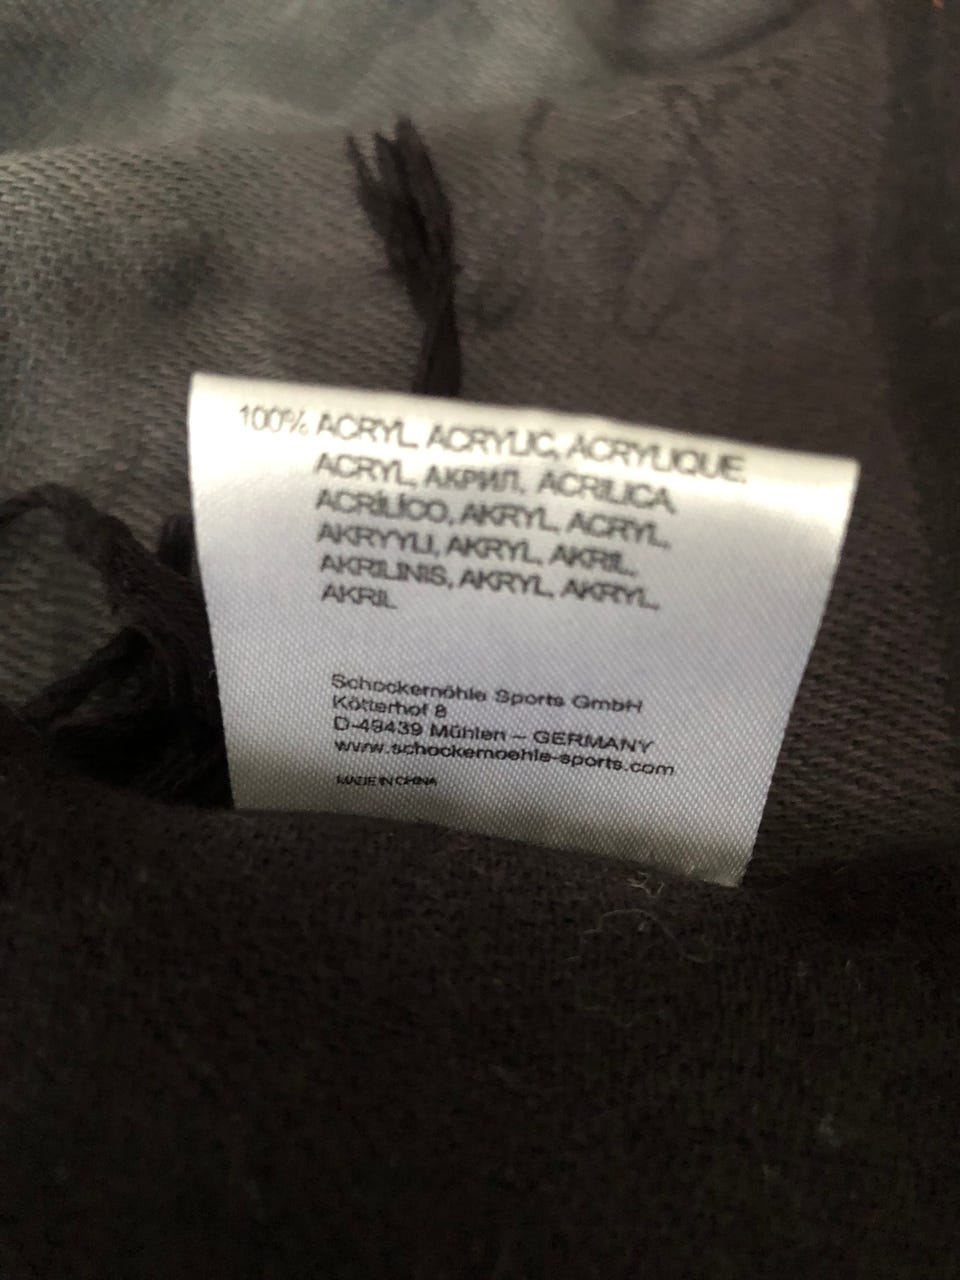 100% ACRYL, ACRYLIC, ACRYLIQUE,
ACRYL, АКРИЛ, ACRILICA,
ACRÍLICO, AKRYL, ACRYL,
AKRYYLI, AKRYL, AKRIL,
AKRILINIS, AKRYL, AKRYL,
AKRIL
Schockemöhle Sports GmbH
Kötterhof 8
D-49439 Mühlen – GERMANY
www.schockemoehle-sports.com
MADE IN CHINA